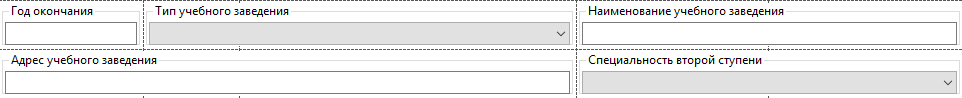 Год окончания
Тип учебного заведения
Наименование учебного заведения
Адрес учебного заведения
Специальность второй ступени